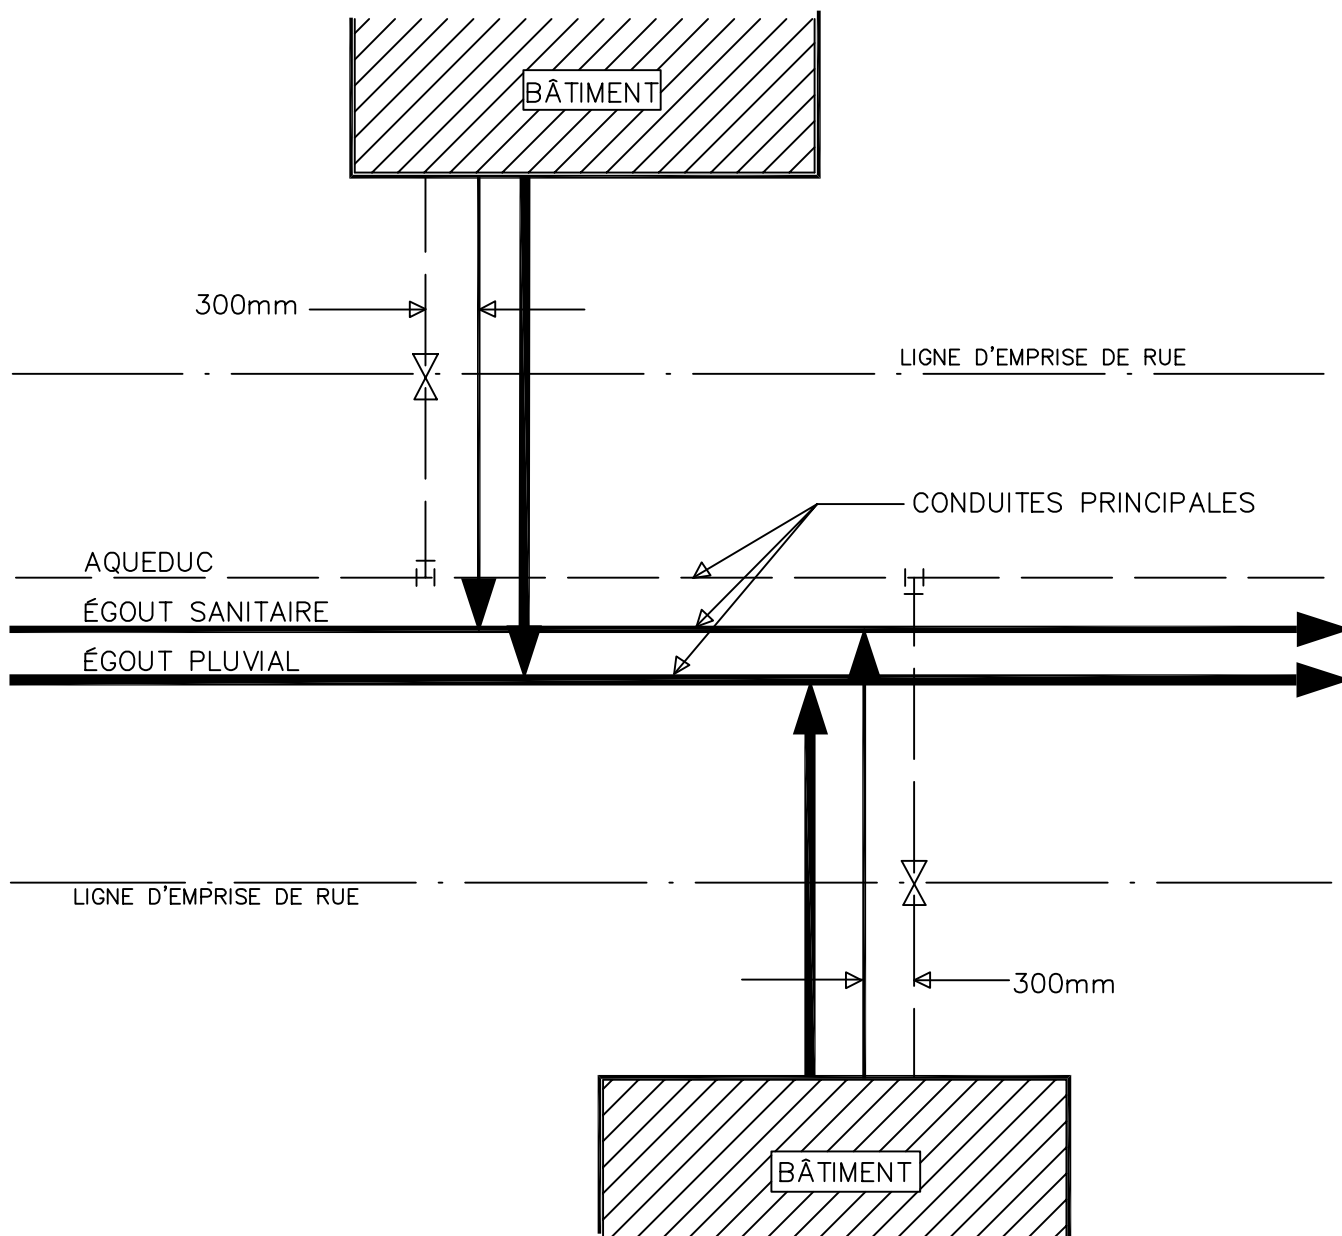 BÂTIMENT
300mm
LIGNE D'EMPRISE DE RUE
CONDUITES PRINCIPALES
AQUEDUC
ÉGOUT SANITAIRE
ÉGOUT PLUVIAL
LIGNE D'EMPRISE DE RUE
300mm
BÂTIMENT